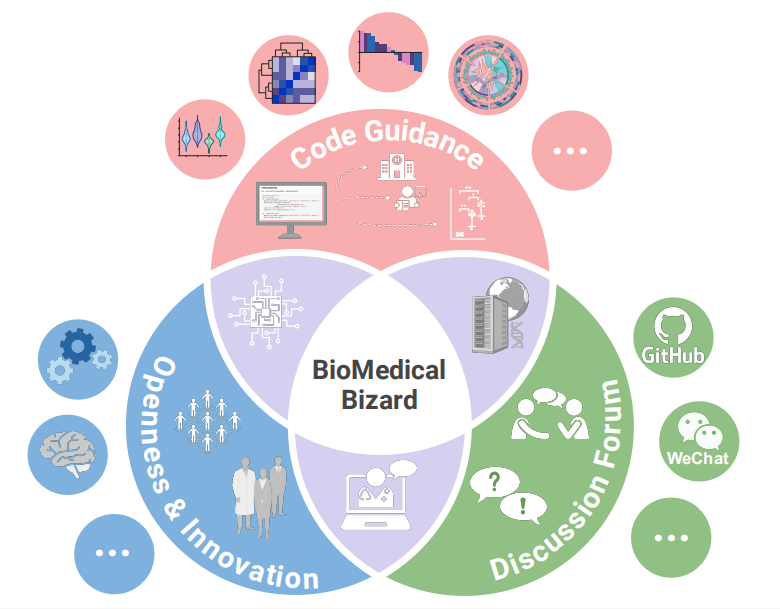 Code Guidance
BioMedical
Bizard
GitHub
WeChat
Openness & Innovation
Discussion Forum
?
!